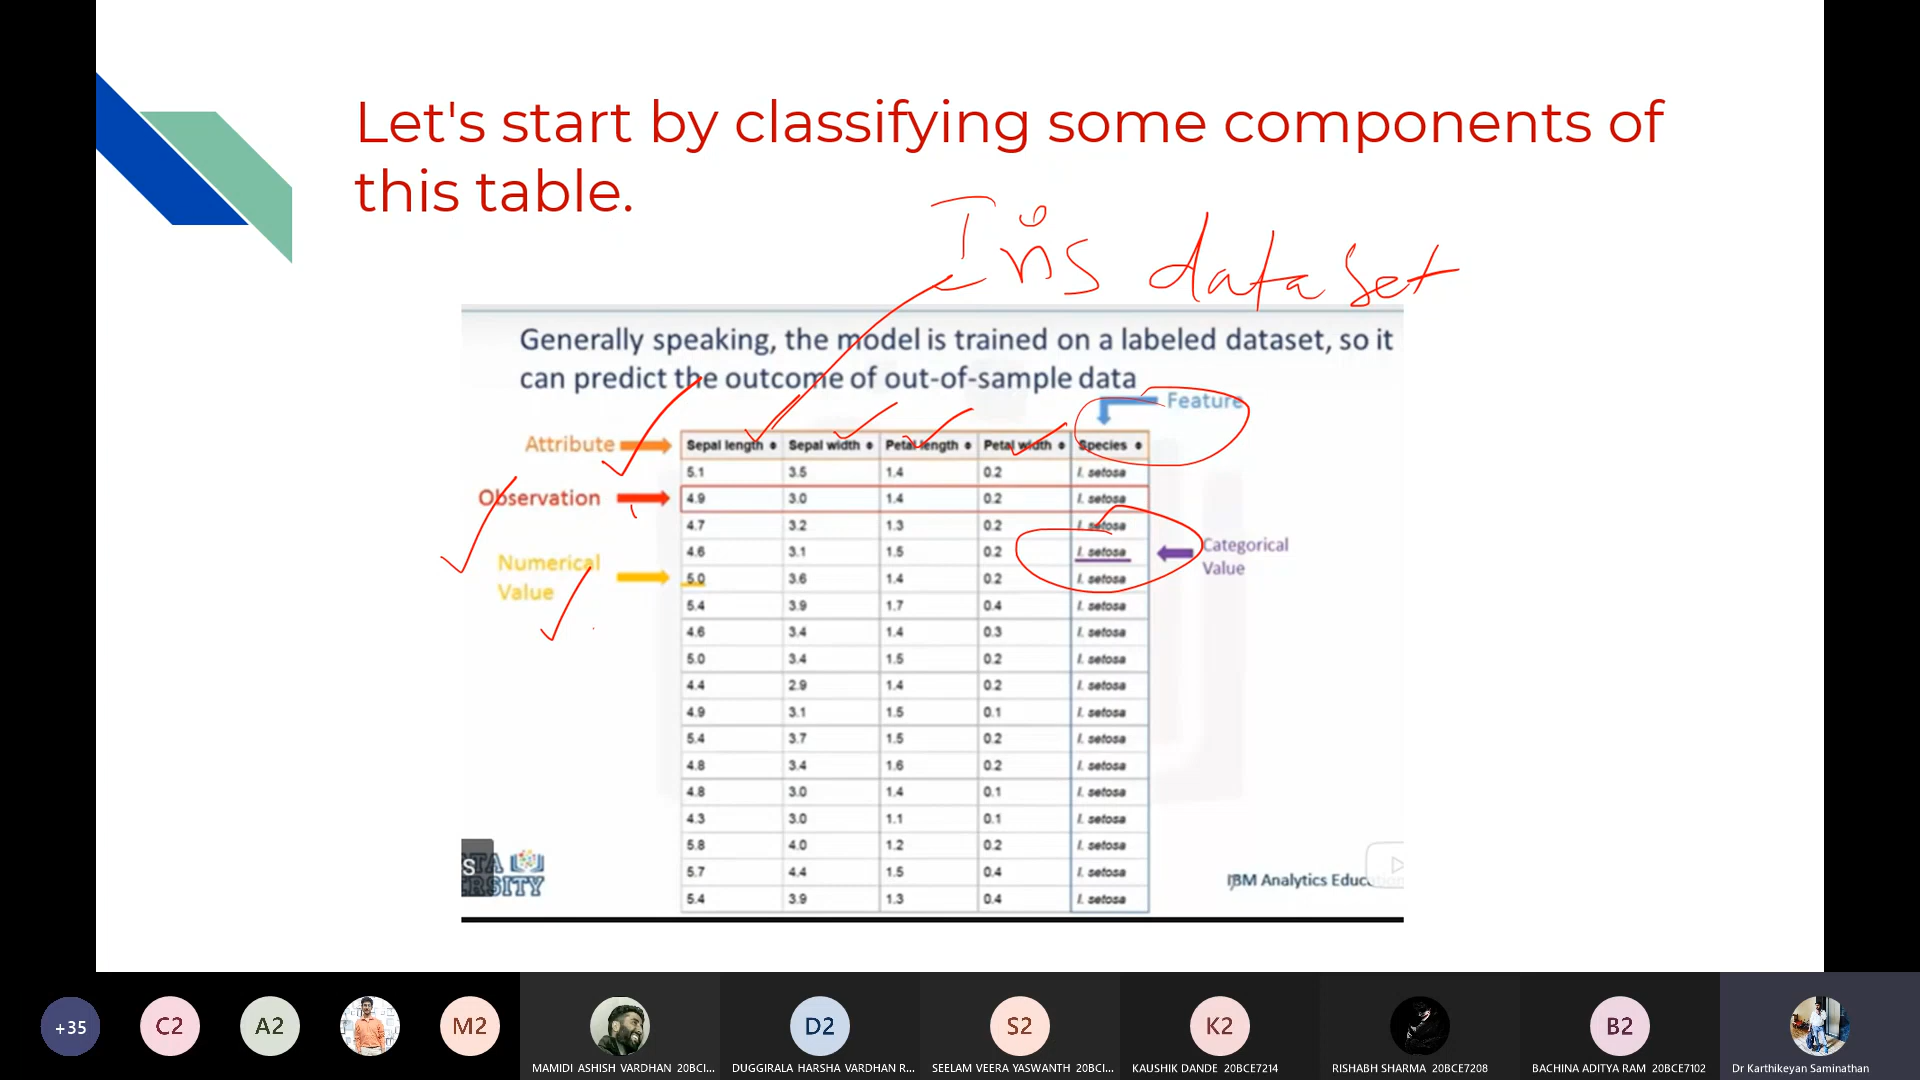 Let's start by classifying some components of
this table.
Iris dataset
Generally speaking, the model is trained on a labeled dataset, so it
can predict the outcome of out-of-sample data
Feature
Attribute
Sepal length Sepal width Petal length Petal width Species
5.1 3.5 1.4 0.2 I. setosa
Observation
4.9 3.0 1.4 0.2 I. setosa
4.7 3.2 1.3 0.2 I. setosa
4.6 3.1 1.5 0.2 I. setosa
Categorical
Value
Numerical
Value
5.0 3.6 1.4 0.2 I. setosa
5.4 3.9 1.7 0.4 I. setosa
4.6 3.4 1.4 0.3 I. setosa
5.0 3.4 1.5 0.2 I. setosa
4.4 2.9 1.4 0.2 I. setosa
4.9 3.1 1.5 0.1 I. setosa
5.4 3.7 1.5 0.2 I. setosa
4.8 3.4 1.6 0.2 I. setosa
4.8 3.0 1.4 0.1 I. setosa
4.3 3.0 1.1 0.1 I. setosa
5.8 4.0 1.2 0.2 I. setosa
5.7 4.4 1.5 0.4 I. setosa
5.4 3.9 1.3 0.4 I. setosa
S
TA
ERSITY
IBM Analytics Education
+35 C2 A2 M2 D2 S2 K2 B2
MAMIDI ASHISH VARDHAN 20BCI... DUGGIRALA HARSHA VARDHAN R... SEELAM VEERA YASWANTH 20BCI... KAUSHIK DANDE 20BCE7214 RISHABH SHARMA 20BCE7208 BACHINA ADITYA RAM 20BCE7102 Dr Karthikeyan Saminathan